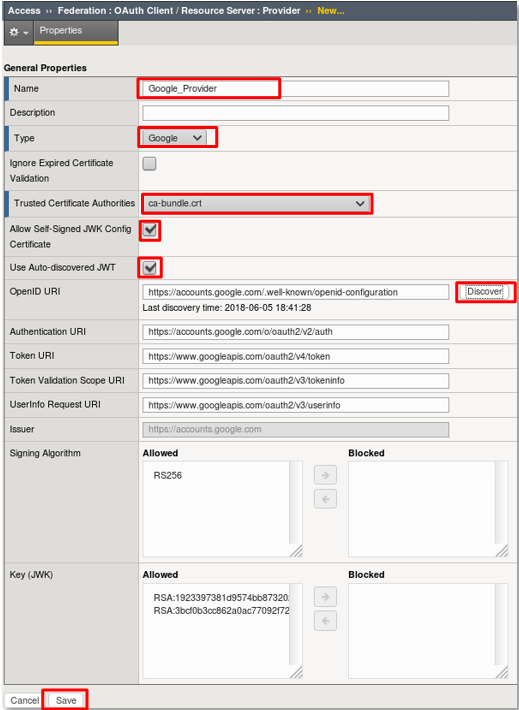 Access ›› Federation : OAuth Client / Resource Server : Provider ›› New...
Properties
General Properties
Name
Google_Provider
Description
Type
Google
Ignore Expired Certificate
Validation
Trusted Certificate Authorities
ca-bundle.crt
Allow Self-Signed JWK Config
Certificate
Use Auto-discovered JWT
OpenID URI
https://accounts.google.com/.well-known/openid-configuration
Discover
Last discovery time: 2018-06-05 18:41:28
Authentication URI
https://accounts.google.com/o/oauth2/v2/auth
Token URI
https://www.googleapis.com/oauth2/v4/token
Token Validation Scope URI
https://www.googleapis.com/oauth2/v3/tokeninfo
UserInfo Request URI
https://www.googleapis.com/oauth2/v3/userinfo
Issuer
https://accounts.google.com
Signing Algorithm
Allowed
Blocked
RS256
Key (JWK)
Allowed
Blocked
RSA:1923397381d9574bb87320
RSA:3bcf0b3cc862a0ac77092f72
Cancel
Save